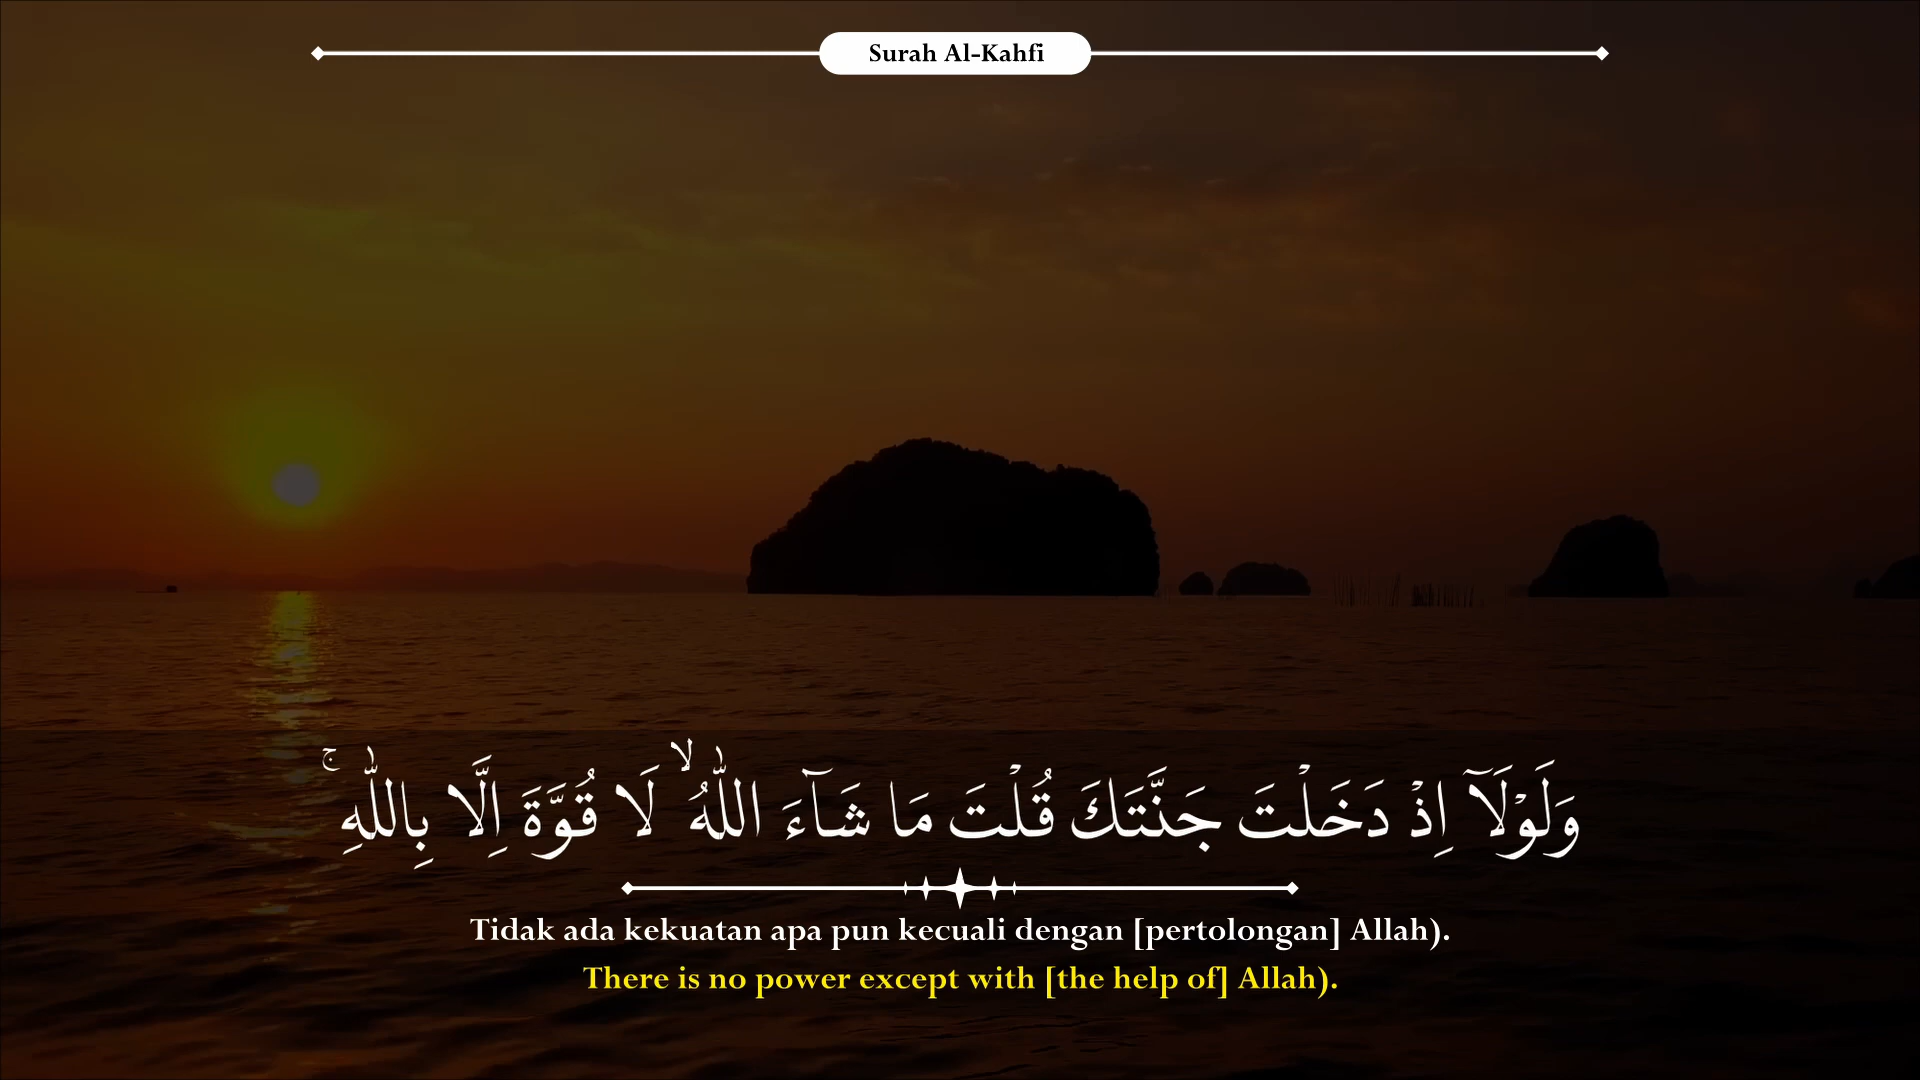 Surah Al-Kahfi
وَلَوْلَآ اِذْ دَخَلْتَ جَنَّتَكَ قُلْتَ مَا شَاۤءَ اللّٰهُ ۙ لَا قُوَّةَ اِلَّا بِاللّٰهِ ۚ
Tidak ada kekuatan apa pun kecuali dengan [pertolongan] Allah).
There is no power except with [the help of] Allah).